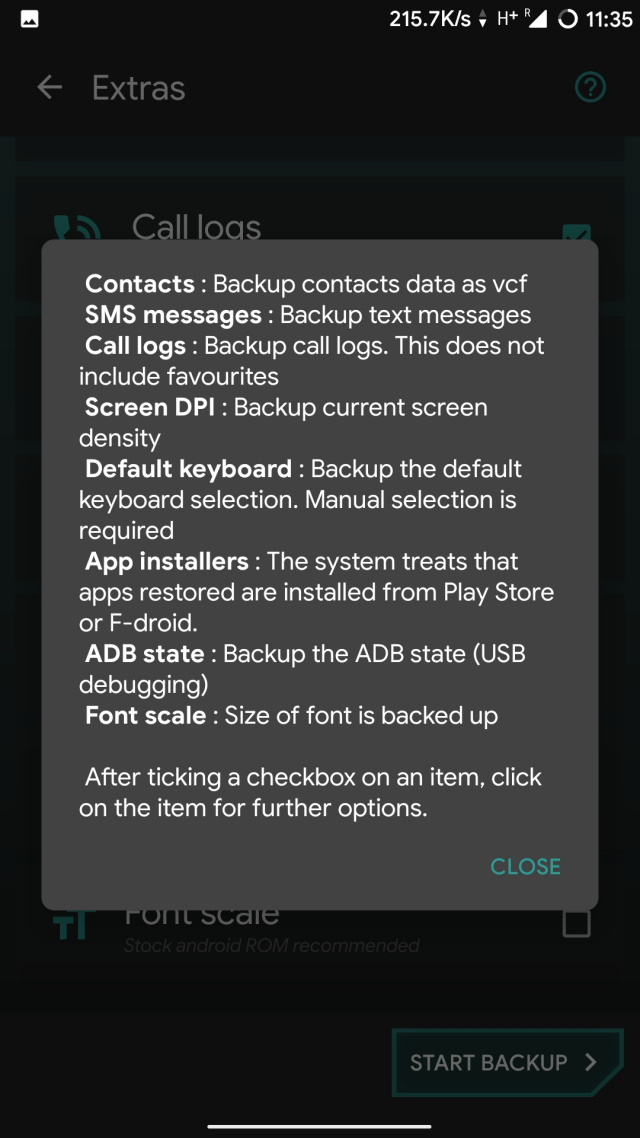 215.7K/s H+ R 11:35
Extras
Call logs
Contacts : Backup contacts data as vcf
SMS messages : Backup text messages
Call logs : Backup call logs. This does not
include favourites
Screen DPI : Backup current screen
density
Default keyboard : Backup the default
keyboard selection. Manual selection is
required
App installers : The system treats that
apps restored are installed from Play Store
or F-droid.
ADB state : Backup the ADB state (USB
debugging)
Font scale : Size of font is backed up
After ticking a checkbox on an item, click
on the item for further options.
CLOSE
Font scale
Stock android ROM recommended
START BACKUP